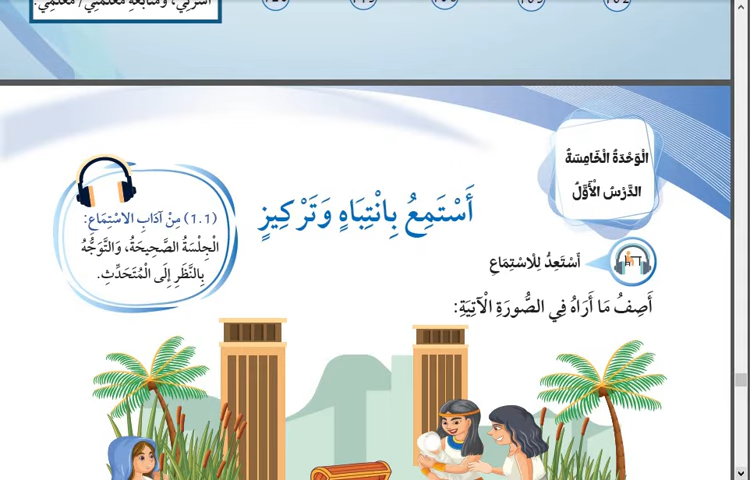 أُسْرَتِي، وَمُتَابَعَةِ مُعَلِّمَتِي/ مُعَلِّمِي.
الْوَحْدَةُ الْخَامِسَةُ
الدَّرْسُ الْأَوَّلُ
أَسْتَمِعُ بِانْتِبَاهٍ وَتَرْكِيزٍ
(1.1) مِنْ آدَابِ الِاسْتِمَاعِ:
الْجِلْسَةُ الصَّحِيحَةُ، وَالتَّوَجُّهُ
بِالنَّظَرِ إِلَى الْمُتَحَدِّثِ.
أَسْتَعِدُّ لِلِاسْتِمَاعِ
أَصِفُ مَا أَرَاهُ فِي الصُّورَةِ الْآتِيَةِ: